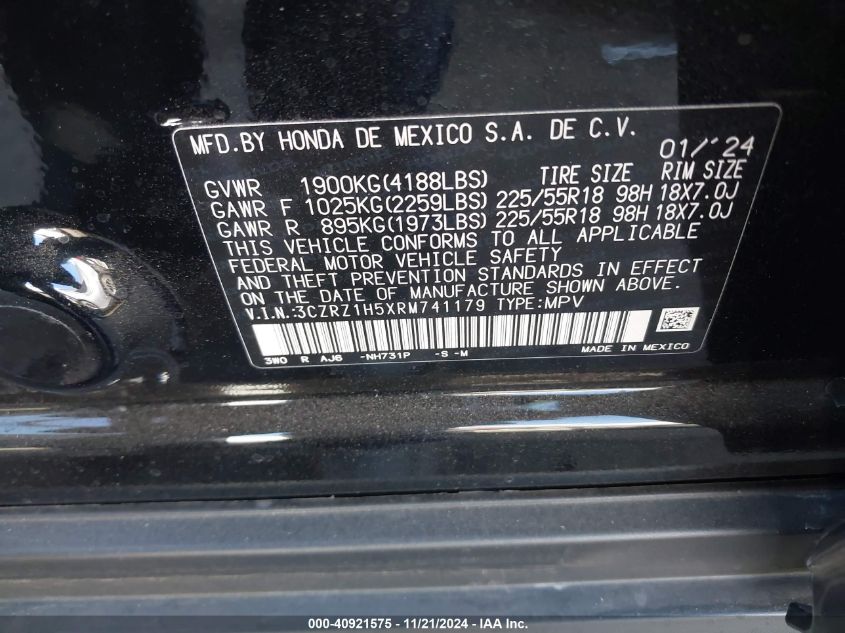 MFD.BY HONDA DE MEXICO S.A. DE C.V. 01/'24
GVWR 1900KG(4188LBS) TIRE SIZE RIM SIZE
GAWR F 1025KG(2259LBS) 225/55R18 98H 18X7.0J
GAWR R 895KG(1973LBS) 225/55R18 98H 18X7.0J
THIS VEHICLE CONFORMS TO ALL APPLICABLE
FEDERAL MOTOR VEHICLE SAFETY
AND THEFT PREVENTION STANDARDS IN EFFECT
ON THE DATE OF MANUFACTURE SHOWN ABOVE.
V.I.N.:3CZRZ1H5XRM741179 TYPE:MPV
3W0 R AJ6 -NH731P -S -M MADE IN MEXICO
000-40921575 - 11/21/2024 - IAA Inc.